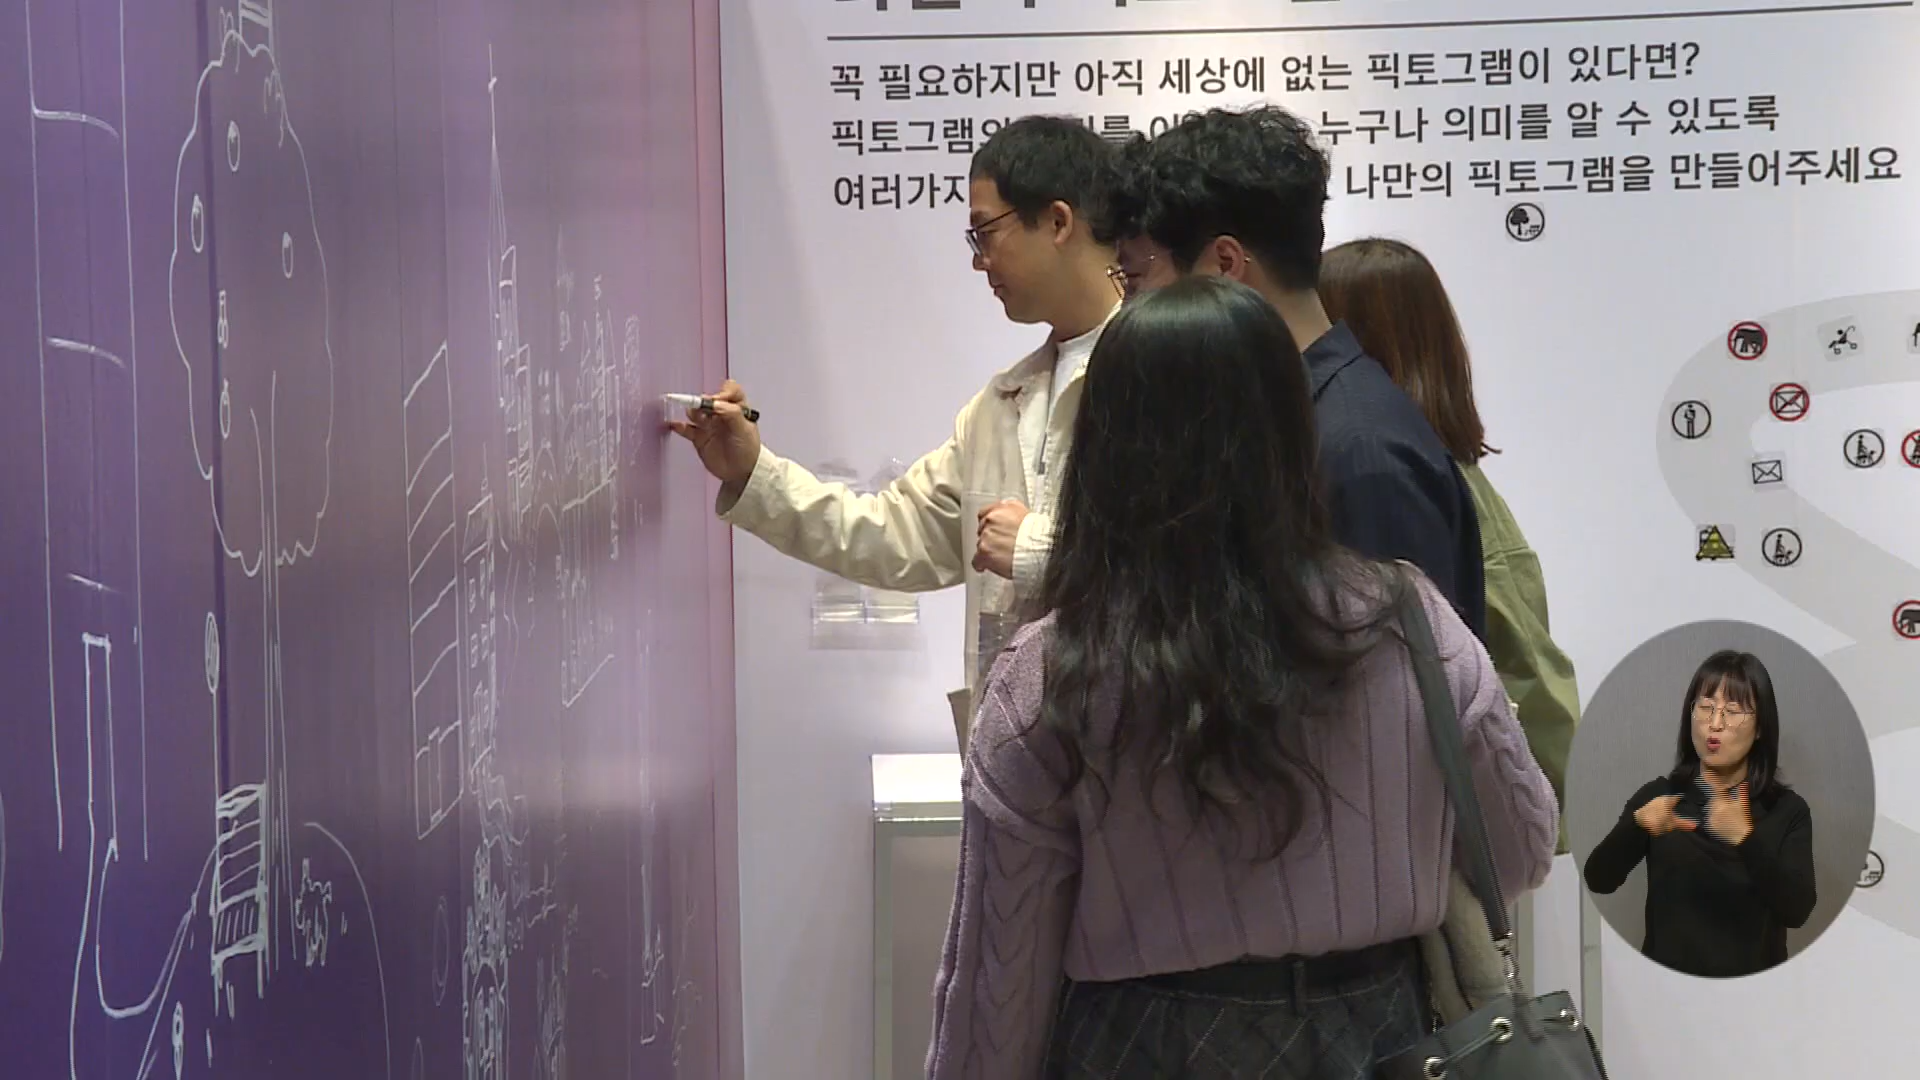 꼭 필요하지만 아직 세상에 없는 픽토그램이 있다면?
픽토그램의 를 누구나 의미를 알 수 있도록
여러가지 나만의 픽토그램을 만들어주세요